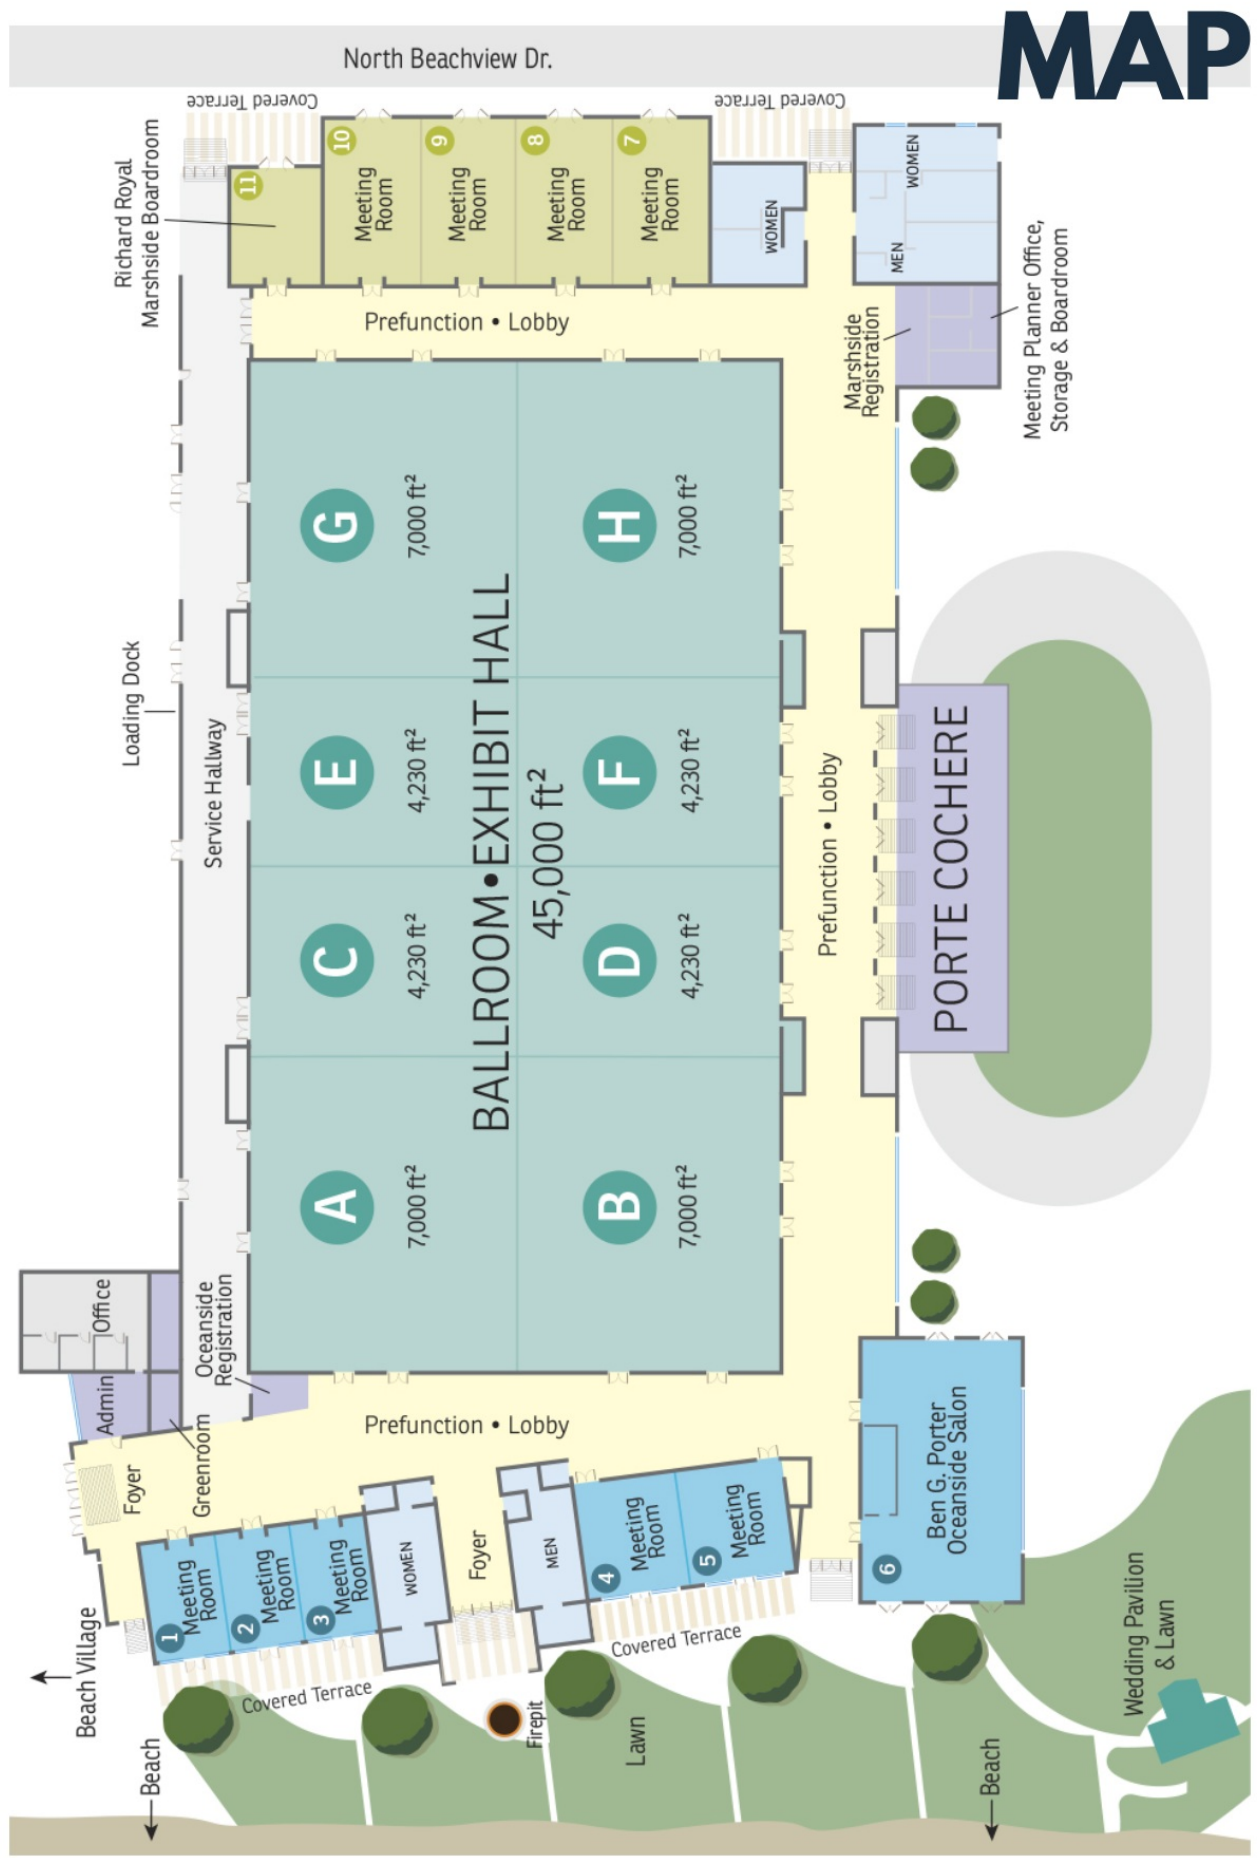 MAP
North Beachview Dr.
Covered Terrace
Covered Terrace
Richard Royal
Marshside Boardroom
11
10
Meeting
Room
9
Meeting
Room
8
Meeting
Room
7
Meeting
Room
WOMEN
WOMEN
MEN
Prefunction • Lobby
Marshside
Registration
Meeting Planner Office,
Storage & Boardroom
G
7,000 ft²
H
7,000 ft²
Loading Dock
Service Hallway
E
4,230 ft²
F
4,230 ft²
BALLROOM • EXHIBIT HALL
45,000 ft²
C
4,230 ft²
D
4,230 ft²
Prefunction • Lobby
PORTE COCHERE
A
7,000 ft²
B
7,000 ft²
Office
Admin
Oceanside
Registration
Greenroom
Foyer
Prefunction • Lobby
1
Meeting
Room
2
Meeting
Room
3
Meeting
Room
WOMEN
Foyer
MEN
4
Meeting
Room
5
Meeting
Room
6
Ben G. Porter
Oceanside Salon
Beach Village
Covered Terrace
Covered Terrace
Firepit
Lawn
Wedding Pavilion
& Lawn
Beach
Beach